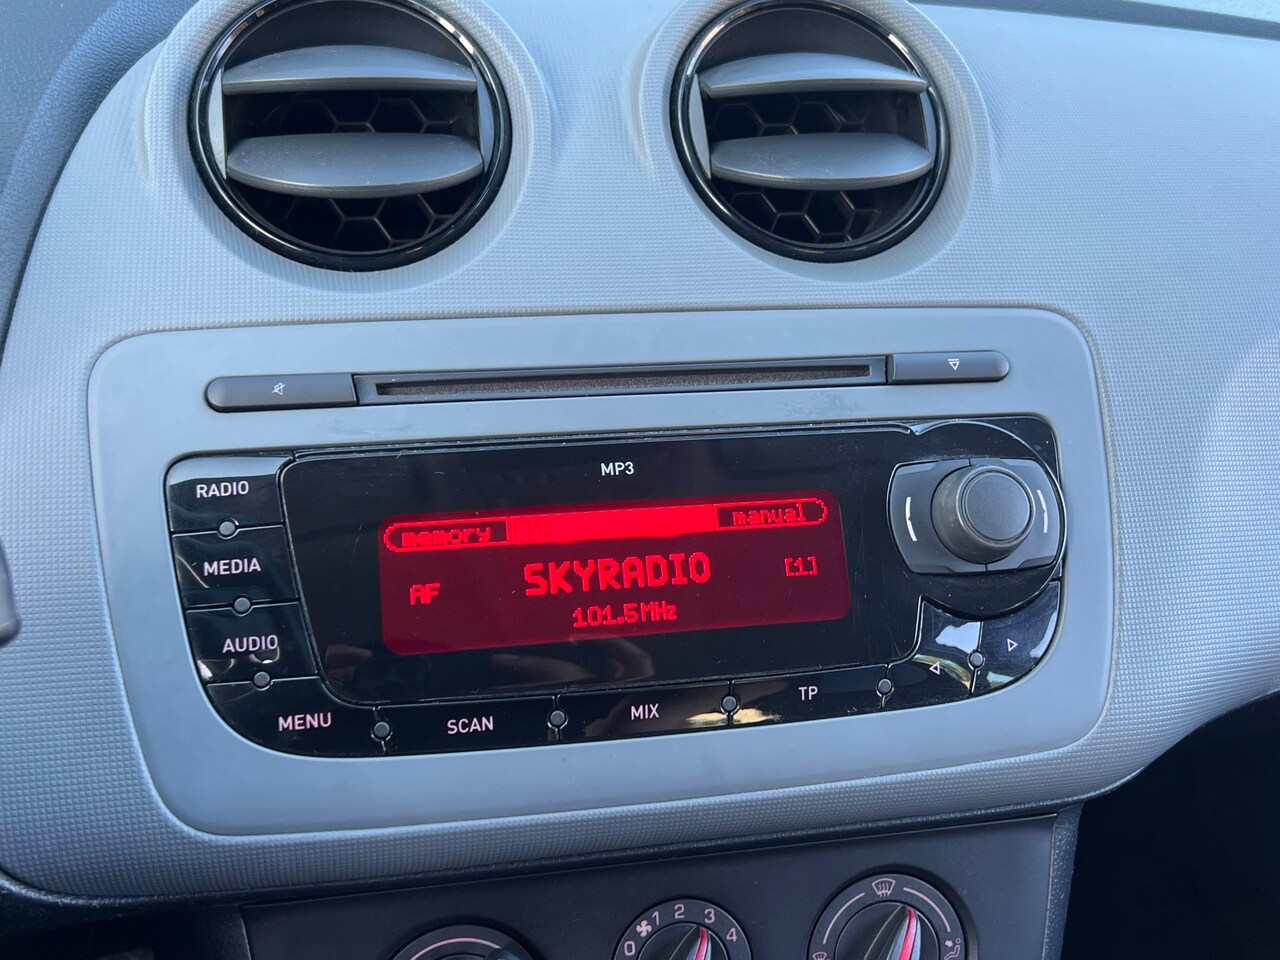 MP3
RADIO
MEDIA
AUDIO
MENU
SCAN
MIX
TP
memory
manual
AF
SKYRADIO
[1]
101.5MHz
0 1 2 3 4